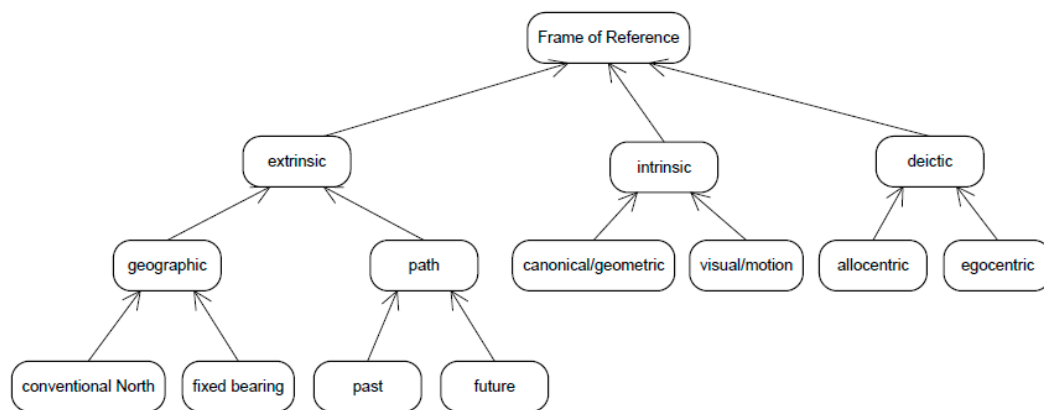 Frame of Reference
extrinsic
intrinsic
deictic
geographic
path
canonical/geometric
visual/motion
allocentric
egocentric
conventional North
fixed bearing
past
future